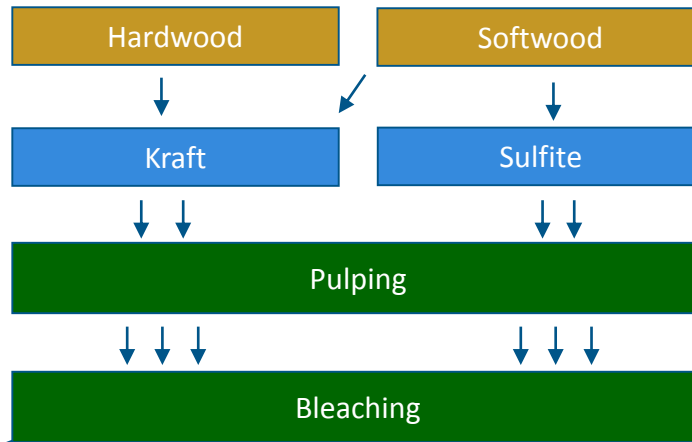 Hardwood
Softwood
Kraft
Sulfite
Pulping
Bleaching